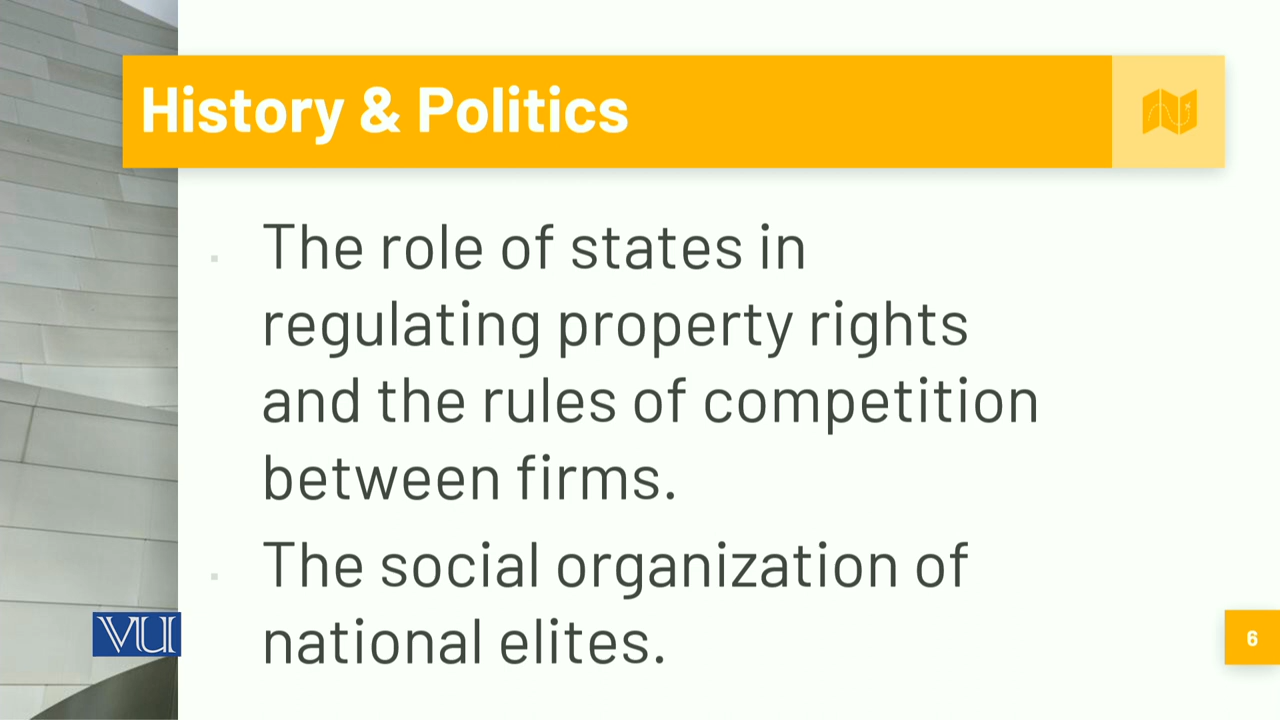 History & Politics
The role of states in
regulating property rights
and the rules of competition
between firms.
The social organization of
national elites.
VU
6